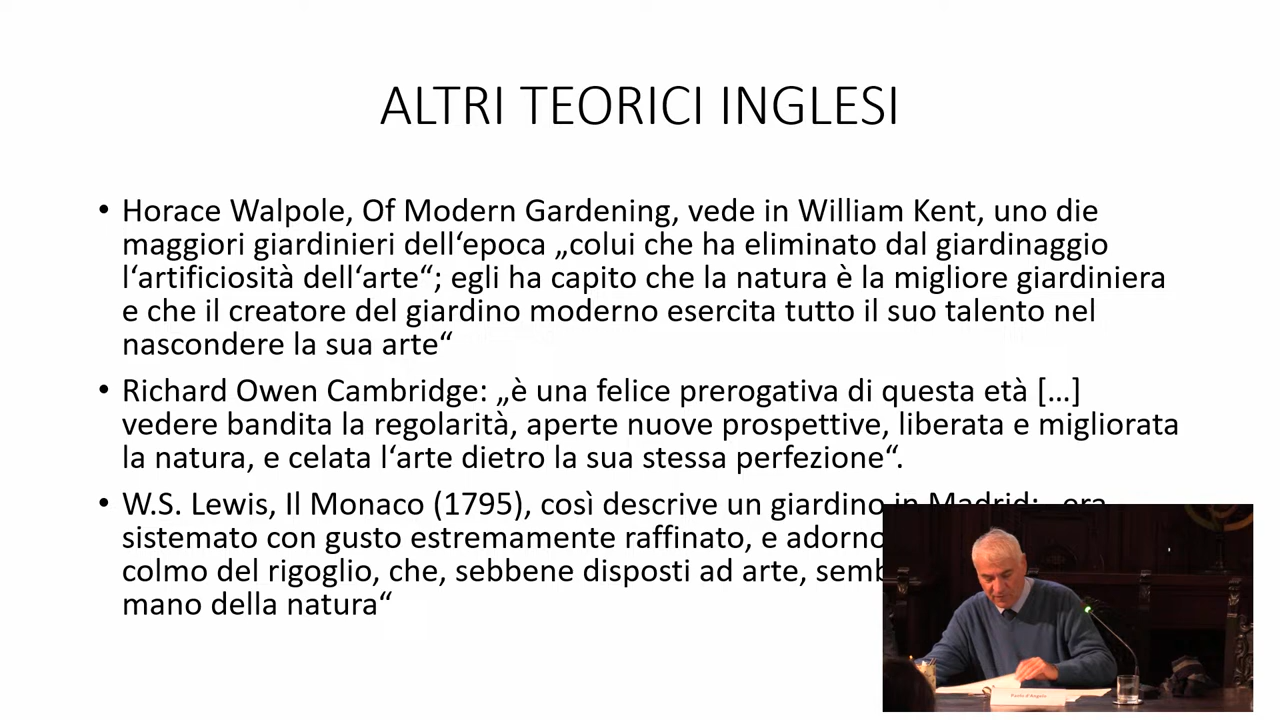 ALTRI TEORICI INGLESI
• Horace Walpole, Of Modern Gardening, vede in William Kent, uno die
maggiori giardinieri dell‘epoca „colui che ha eliminato dal giardinaggio
l‘artificiosità dell‘arte“; egli ha capito che la natura è la migliore giardiniera
e che il creatore del giardino moderno esercita tutto il suo talento nel
nascondere la sua arte“
• Richard Owen Cambridge: „è una felice prerogativa di questa età […]
vedere bandita la regolarità, aperte nuove prospettive, liberata e migliorata
la natura, e celata l‘arte dietro la sua stessa perfezione“.
• W.S. Lewis, Il Monaco (1795), così descrive un giardino in Madrid: „era
sistemato con gusto estremamente raffinato, e adorno
colmo del rigoglio, che, sebbene disposti ad arte,
mano della natura“